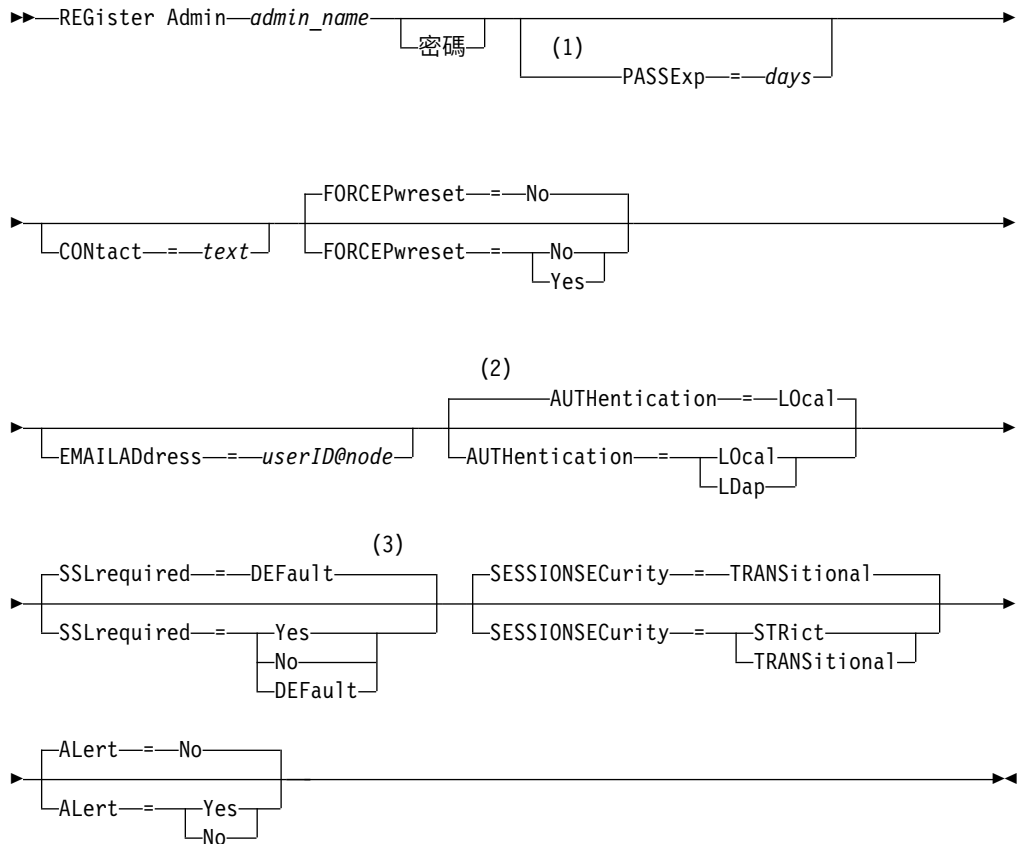 REGister Admin admin_name
密碼
(1)
PASSExp = days
FORCEPwreset = No
CONtact = text
FORCEPwreset = No
Yes
(2)
AUTHentication = LOcal
EMAILADdress = userID@node
AUTHentication = LOcal
LDap
(3)
SSLrequired = DEFault
SESSIONSECurity = TRANSitional
SSLrequired = Yes
No
DEFault
SESSIONSECurity = STRict
TRANSitional
ALert = No
ALert = Yes
No